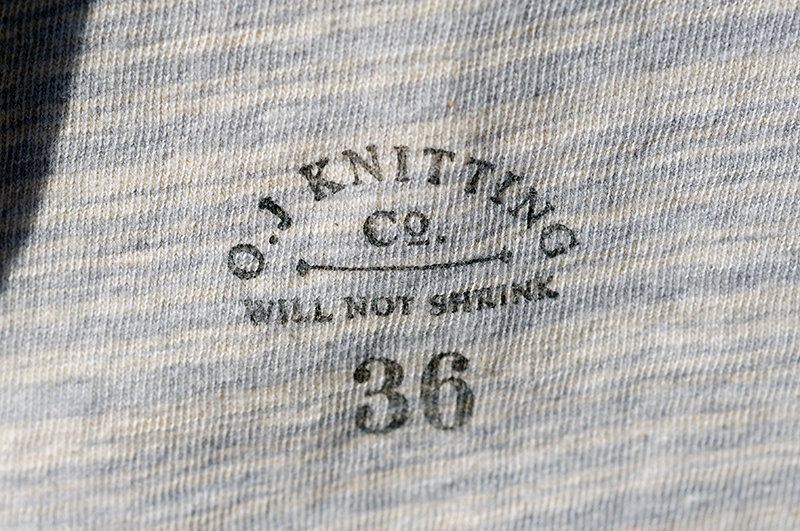 O.J KNITTING
Co.
WILL NOT SHRINK
36